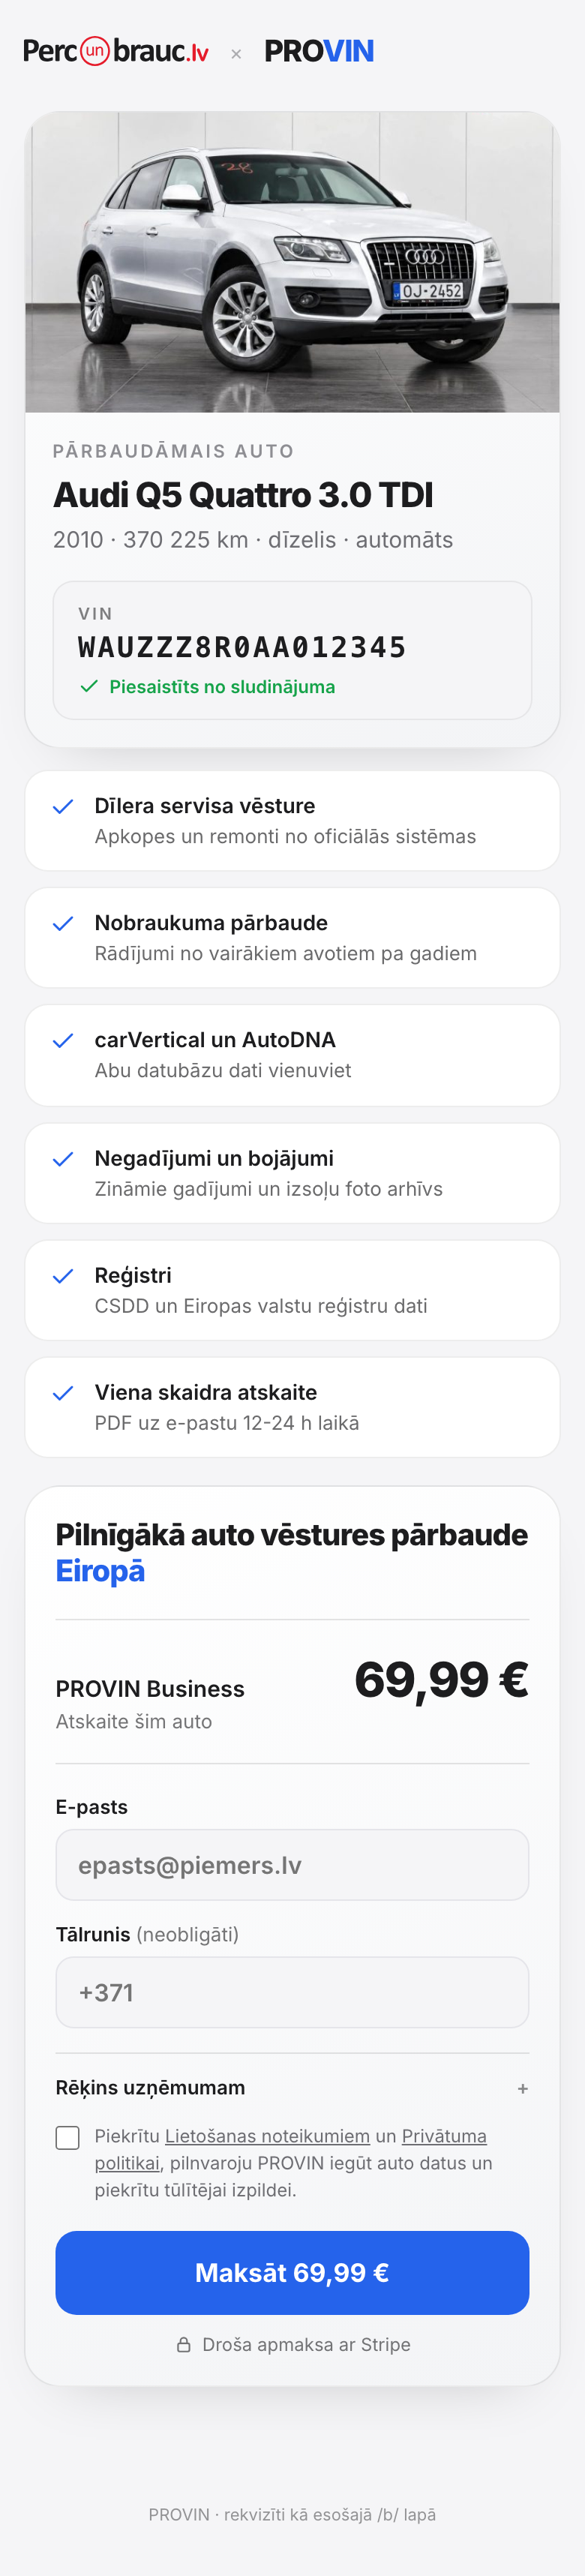 Perc un brauc.lv × PROVIN
28
OJ-2452
PĀRBAUDĀMAIS AUTO
Audi Q5 Quattro 3.0 TDI
2010 · 370 225 km · dīzelis · automāts
VIN
WAUZZZ8R0AA012345
Piesaistīts no sludinājuma
Dīlera servisa vēsture
Apkopes un remonti no oficiālās sistēmas
Nobraukuma pārbaude
Rādījumi no vairākiem avotiem pa gadiem
carVertical un AutoDNA
Abu datubāzu dati vienuviet
Negadījumi un bojājumi
Zināmie gadījumi un izsoļu foto arhīvs
Reģistri
CSDD un Eiropas valstu reģistru dati
Viena skaidra atskaite
PDF uz e-pastu 12-24 h laikā
Pilnīgākā auto vēstures pārbaude
Eiropā
PROVIN Business 69,99 €
Atskaite šim auto
E-pasts
epasts@piemers.lv
Tālrunis (neobligāti)
+371
Rēķins uzņēmumam +
Piekrītu Lietošanas noteikumiem un Privātuma
politikai, pilnvaroju PROVIN iegūt auto datus un
piekrītu tūlītējai izpildei.
Maksāt 69,99 €
Droša apmaksa ar Stripe
PROVIN · rekvizīti kā esošajā /b/ lapā